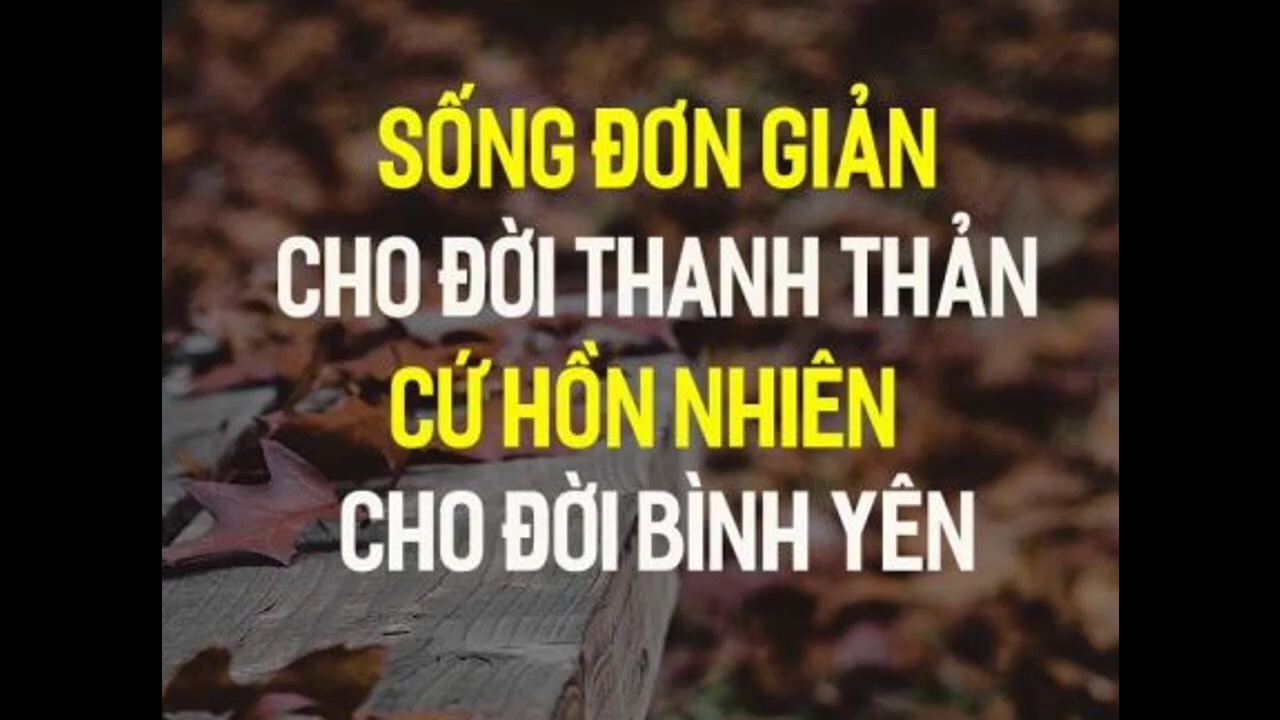 SỐNG ĐƠN GIẢN
CHO ĐỜI THANH THẢN
CỨ HỒN NHIÊN
CHO ĐỜI BÌNH YÊN